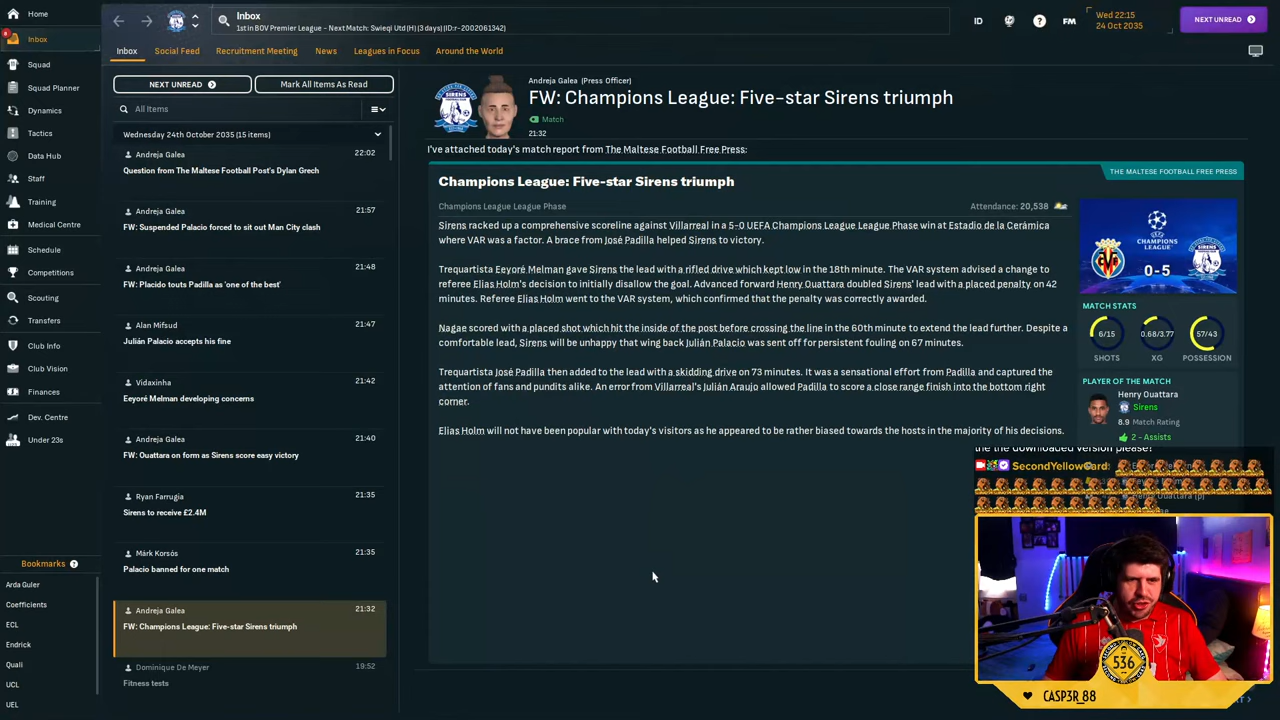 Home
Inbox
1st in BOV Premier League - Next Match: Swieqi Utd (H) (3 days) (ID:r-2002061342)
ID
FM
Wed 22:15
24 Oct 2035
NEXT UNREAD
6
Inbox
Squad
Squad Planner
Dynamics
Tactics
Data Hub
Staff
Training
Medical Centre
Schedule
Competitions
Scouting
Transfers
Club Info
Club Vision
Finances
Dev. Centre
Under 23s
Bookmarks
Arda Guler
Coefficients
ECL
Endrick
Quali
UCL
UEL
Inbox
Social Feed
Recruitment Meeting
News
Leagues in Focus
Around the World
NEXT UNREAD
Mark All Items As Read
All Items
Wednesday 24th October 2035 (15 items)
Andreja Galea
22:02
Question from The Maltese Football Post's Dylan Grech
Andreja Galea
21:57
FW: Suspended Palacio forced to sit out Man City clash
Andreja Galea
21:48
FW: Placido touts Padilla as 'one of the best'
Alan Mifsud
21:47
Julián Palacio accepts his fine
Vidaxinha
21:42
Eeyoré Melman developing concerns
Andreja Galea
21:40
FW: Ouattara on form as Sirens score easy victory
Ryan Farrugia
21:35
Sirens to receive £2.4M
Márk Korsós
21:35
Palacio banned for one match
Andreja Galea
21:32
FW: Champions League: Five-star Sirens triumph
Dominique De Meyer
19:52
Fitness tests
Andreja Galea (Press Officer)
FW: Champions League: Five-star Sirens triumph
Match
21:32
I've attached today's match report from The Maltese Football Free Press:
THE MALTESE FOOTBALL FREE PRESS
Champions League: Five-star Sirens triumph
Champions League League Phase
Attendance: 20,538
Sirens racked up a comprehensive scoreline against Villarreal in a 5-0 UEFA Champions League League Phase win at Estadio de la Cerámica
where VAR was a factor. A brace from José Padilla helped Sirens to victory.
Trequartista Eeyoré Melman gave Sirens the lead with a rifled drive which kept low in the 18th minute. The VAR system advised a change to
referee Elias Holm's decision to initially disallow the goal. Advanced forward Henry Ouattara doubled Sirens' lead with a placed penalty on 42
minutes. Referee Elias Holm went to the VAR system, which confirmed that the penalty was correctly awarded.
Nagae scored with a placed shot which hit the inside of the post before crossing the line in the 60th minute to extend the lead further. Despite a
comfortable lead, Sirens will be unhappy that wing back Julián Palacio was sent off for persistent fouling on 67 minutes.
Trequartista José Padilla then added to the lead with a skidding drive on 73 minutes. It was a sensational effort from Padilla and captured the
attention of fans and pundits alike. An error from Villarreal's Julián Araujo allowed Padilla to score a close range finish into the bottom right
corner.
Elias Holm will not have been popular with today's visitors as he appeared to be rather biased towards the hosts in the majority of his decisions.
CHAMPIONS
LEAGUE
0-5
MATCH STATS
6/15
0.68/3.77
57/43
SHOTS
XG
POSSESSION
PLAYER OF THE MATCH
Henry Ouattara
Sirens
8.9 Match Rating
2 - Assists
the the downloaded version please?
SecondYellowCard:
536
CASP3R_88